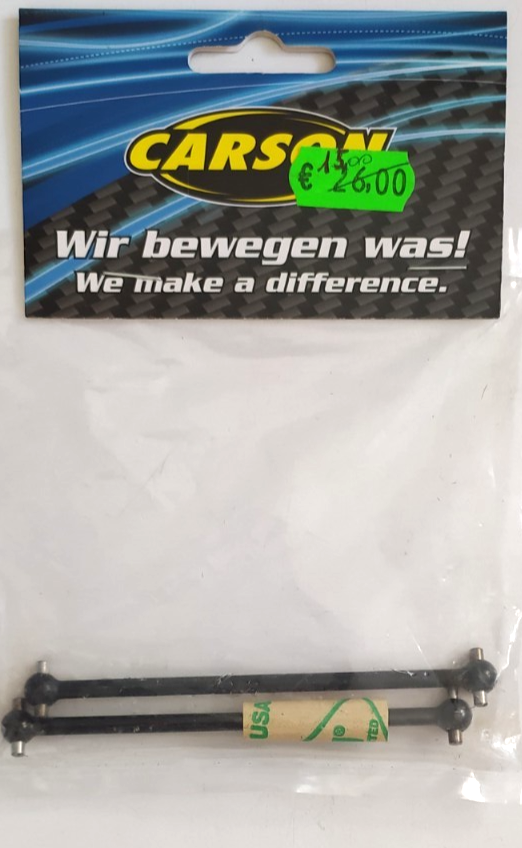 CARSON
15,00
€ 26,00
Wir bewegen was!
We make a difference.
USA
®